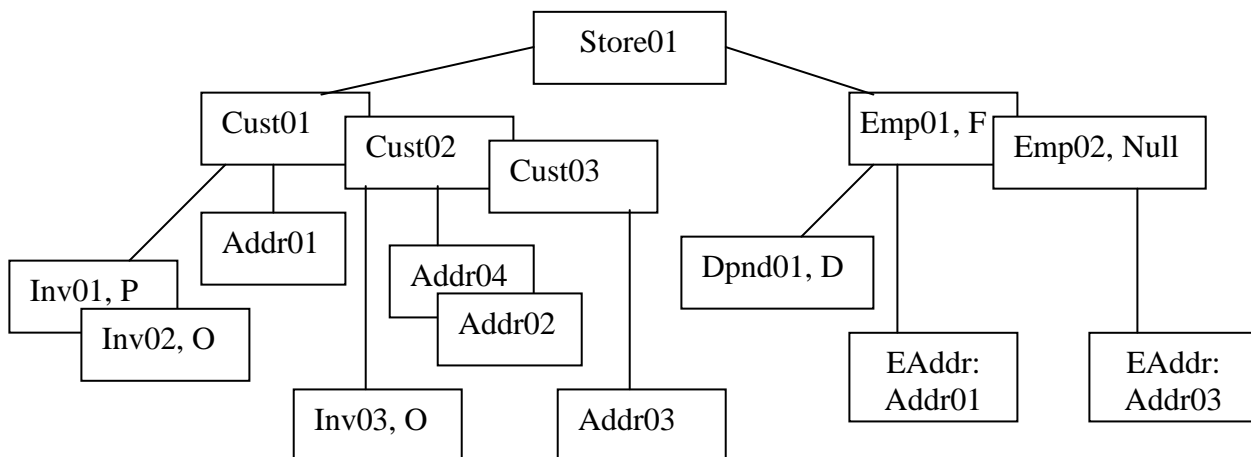 Store01
Cust01
Cust02
Cust03
Emp01, F
Emp02, Null
Addr01
Inv01, P
Inv02, O
Addr04
Addr02
Dpnd01, D
Inv03, O
Addr03
EAddr:
Addr01
EAddr:
Addr03